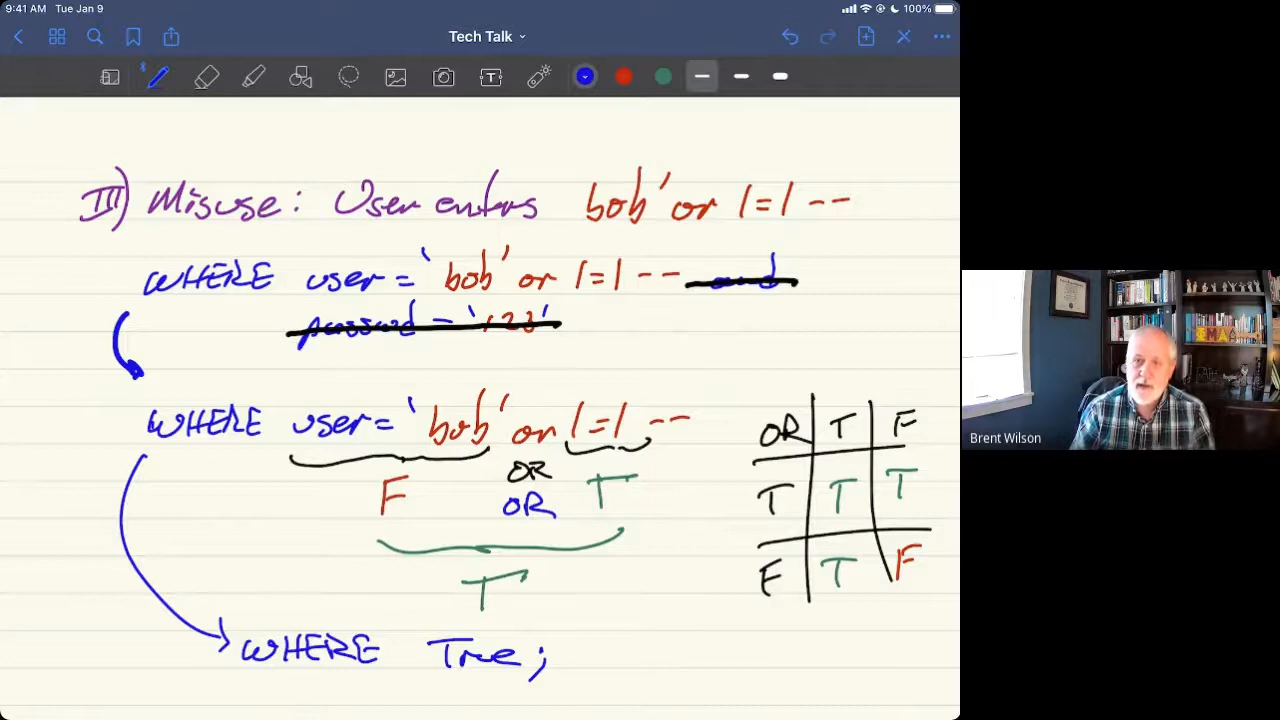 9:41 AM Tue Jan 9
100%
Tech Talk
III) Misuse: User enters bob' or 1=1 --
WHERE user = 'bob' or 1=1 -- and
passwd = '123'
WHERE user = 'bob' or 1=1 --
OR
F OR T
T
WHERE True;
OR T F
T T T
F T F
Brent Wilson